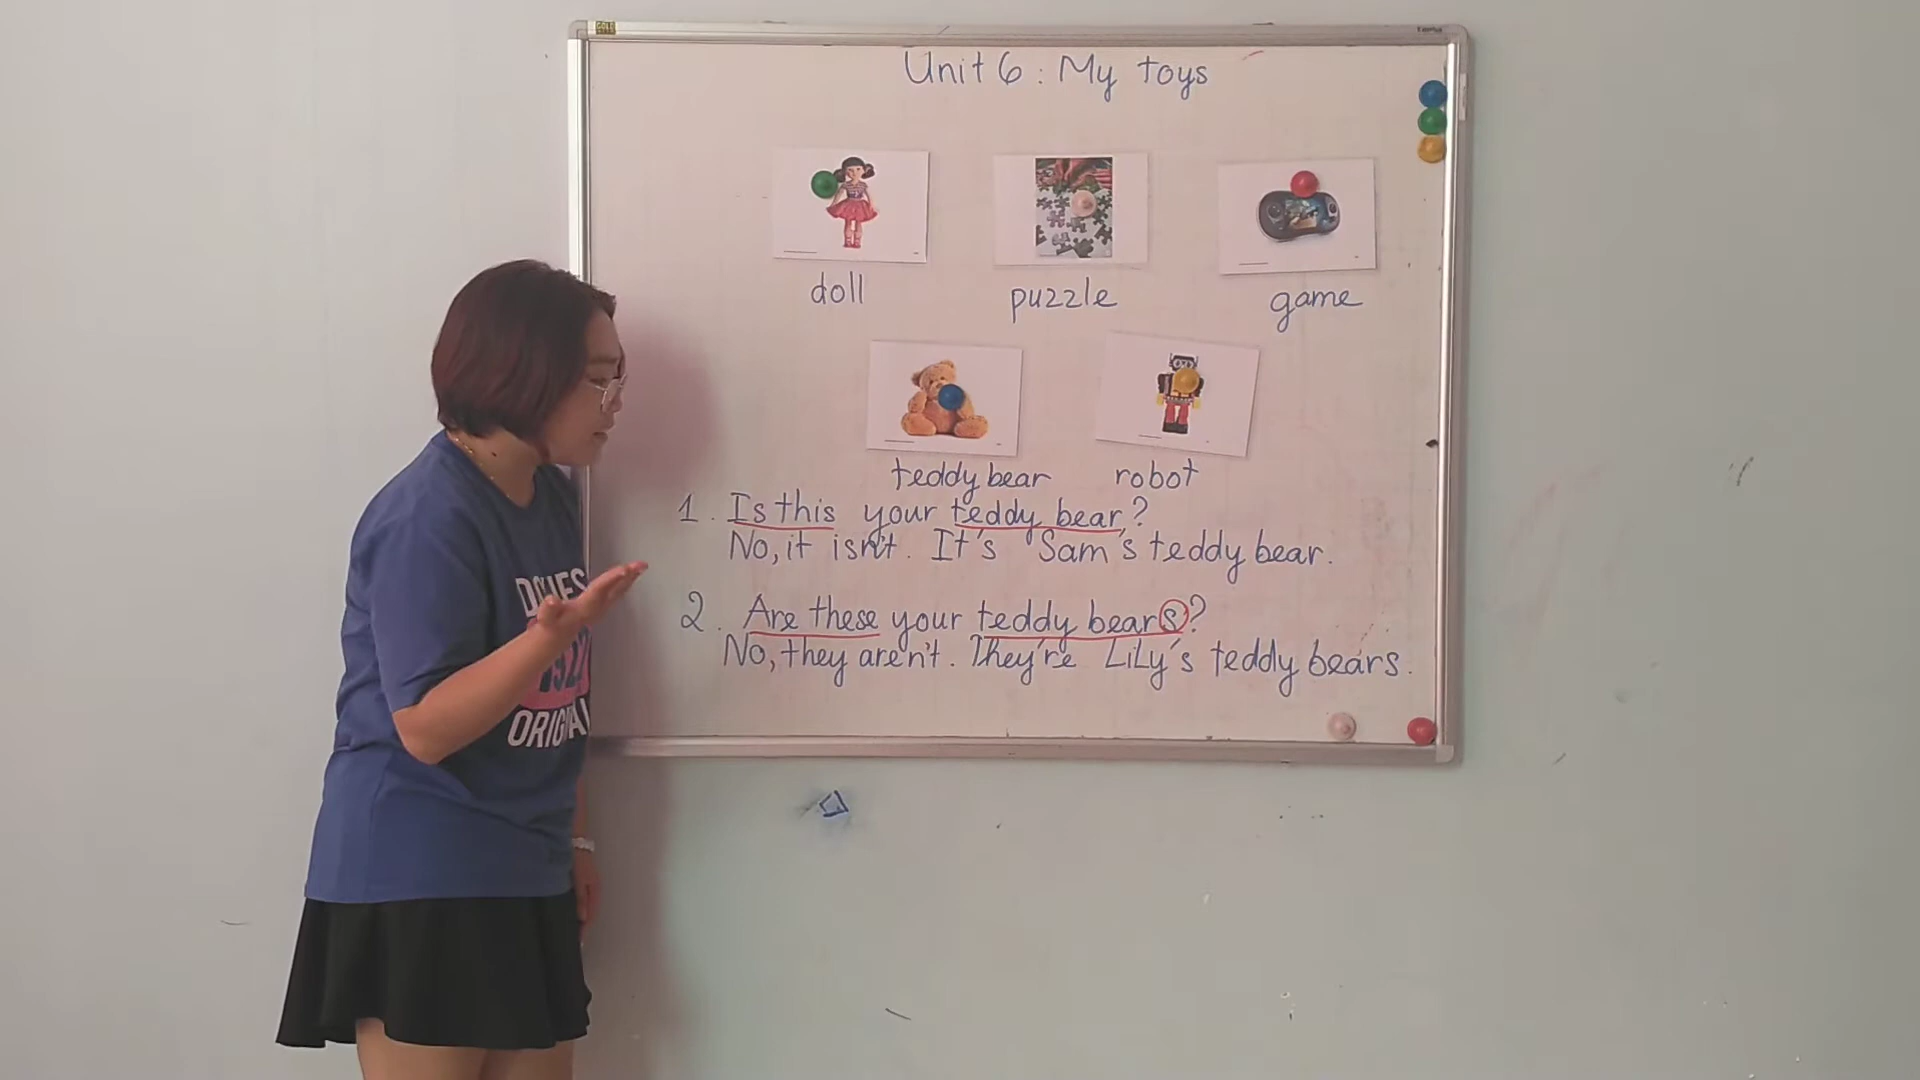 Unit 6 : My toys
doll
puzzle
game
teddy bear
robot
1. Is this your teddy bear?
No, it isn't. It's Sam's teddy bear.
2. Are these your teddy bears?
No, they aren't. They're LiLy's teddy bears.